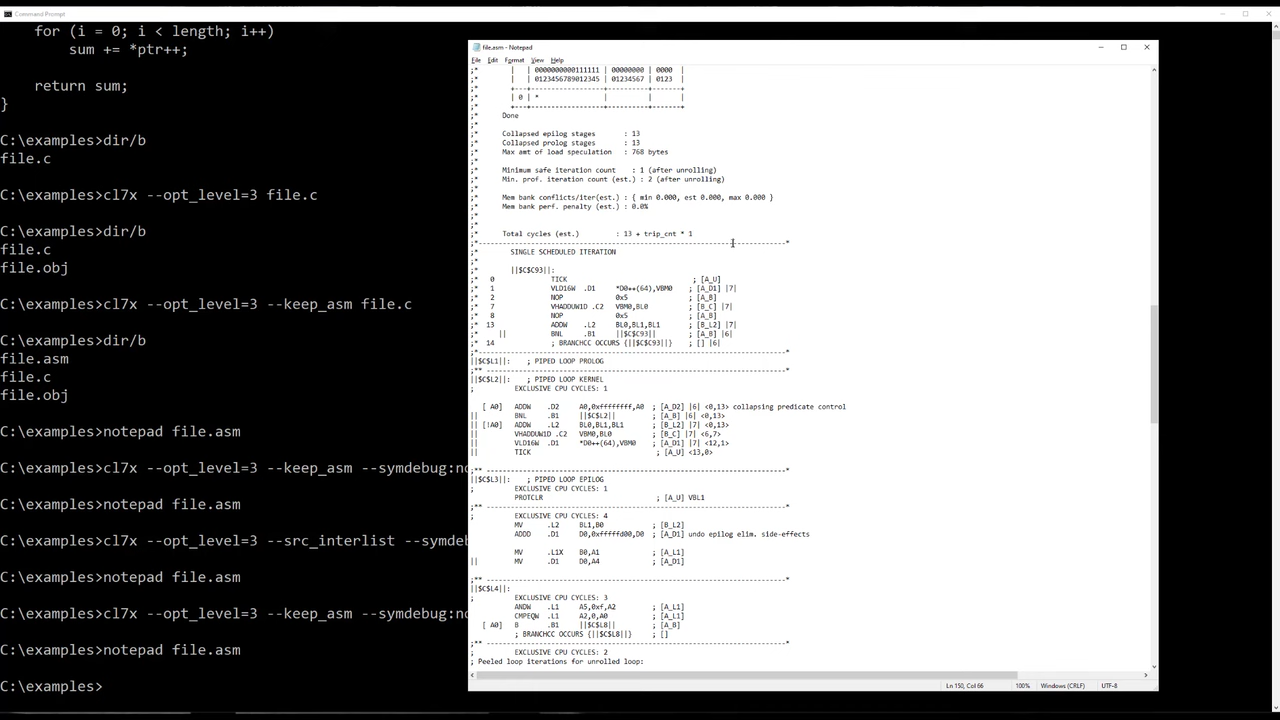 Command Prompt
for (i = 0; i < length; i++)
sum += *ptr++;
return sum;
}
C:\examples>dir/b
file.c
C:\examples>cl7x --opt_level=3 file.c
C:\examples>dir/b
file.c
file.obj
C:\examples>cl7x --opt_level=3 --keep_asm file.c
C:\examples>dir/b
file.asm
file.c
file.obj
C:\examples>notepad file.asm
C:\examples>cl7x --opt_level=3 --keep_asm --symdebug:no
C:\examples>notepad file.asm
C:\examples>cl7x --opt_level=3 --src_interlist --symdeb
C:\examples>notepad file.asm
C:\examples>cl7x --opt_level=3 --keep_asm --symdebug:no
C:\examples>notepad file.asm
C:\examples>
file.asm - Notepad
File Edit Format View Help
;* | | 0000000000111111 | 00000000 | 0000 |
;* | | 0123456789012345 | 01234567 | 0123 |
;* +---+------------------+----------+------+
;* | 0 | * | | |
;* +---+------------------+----------+------+
;* Done
;*
;* Collapsed epilog stages : 13
;* Collapsed prolog stages : 13
;* Max amt of load speculation : 768 bytes
;*
;* Minimum safe iteration count : 1 (after unrolling)
;* Min. prof. iteration count (est.) : 2 (after unrolling)
;*
;* Mem bank conflicts/iter(est.) : { min 0.000, est 0.000, max 0.000 }
;* Mem bank perf. penalty (est.) : 0.0%
;*
;*
;* Total cycles (est.) : 13 + trip_cnt * 1
;*----------------------------------------------------------------------------*
;* SINGLE SCHEDULED ITERATION
;*
;* ||$C$C93||:
;* 0 TICK ; [A_U]
;* 1 VLD16W .D1 *D0++(64),VBM0 ; [A_D1] |7|
;* 2 NOP 0x5 ; [A_B]
;* 7 VHADDUW1D .C2 VBM0,BL0 ; [B_C] |7|
;* 8 NOP 0x5 ; [A_B]
;* 13 ADDW .L2 BL0,BL1,BL1 ; [B_L2] |7|
;* || BNL .B1 ||$C$C93|| ; [A_B] |6|
;* 14 ; BRANCHCC OCCURS {||$C$C93||} ; [] |6|
;*----------------------------------------------------------------------------*
||$C$L1||: ; PIPED LOOP PROLOG
;** --------------------------------------------------------------------------*
||$C$L2||: ; PIPED LOOP KERNEL
; EXCLUSIVE CPU CYCLES: 1
[ A0] ADDW .D2 A0,0xffffffff,A0 ; [A_D2] |6| <0,13> collapsing predicate control
|| BNL .B1 ||$C$L2|| ; [A_B] |6| <0,13>
|| [!A0] ADDW .L2 BL0,BL1,BL1 ; [B_L2] |7| <0,13>
|| VHADDUW1D .C2 VBM0,BL0 ; [B_C] |7| <6,7>
|| VLD16W .D1 *D0++(64),VBM0 ; [A_D1] |7| <12,1>
|| TICK ; [A_U] <13,0>
;** --------------------------------------------------------------------------*
||$C$L3||: ; PIPED LOOP EPILOG
; EXCLUSIVE CPU CYCLES: 1
PROTCLR ; [A_U] VBL1
;** --------------------------------------------------------------------------*
; EXCLUSIVE CPU CYCLES: 4
MV .L2 BL1,B0 ; [B_L2]
ADDD .D1 D0,0xfffffd00,D0 ; [A_D1] undo epilog elim. side-effects
MV .L1X B0,A1 ; [A_L1]
|| MV .D1 D0,A4 ; [A_D1]
;** --------------------------------------------------------------------------*
||$C$L4||:
; EXCLUSIVE CPU CYCLES: 3
ANDW .L1 A5,0xf,A2 ; [A_L1]
CMPEQW .L1 A2,0,A0 ; [A_L1]
[ A0] B .B1 ||$C$L8|| ; [A_B]
; BRANCHCC OCCURS {||$C$L8||} ; []
;** --------------------------------------------------------------------------*
; EXCLUSIVE CPU CYCLES: 2
; Peeled loop iterations for unrolled loop:
Ln 150, Col 66 100% Windows (CRLF) UTF-8